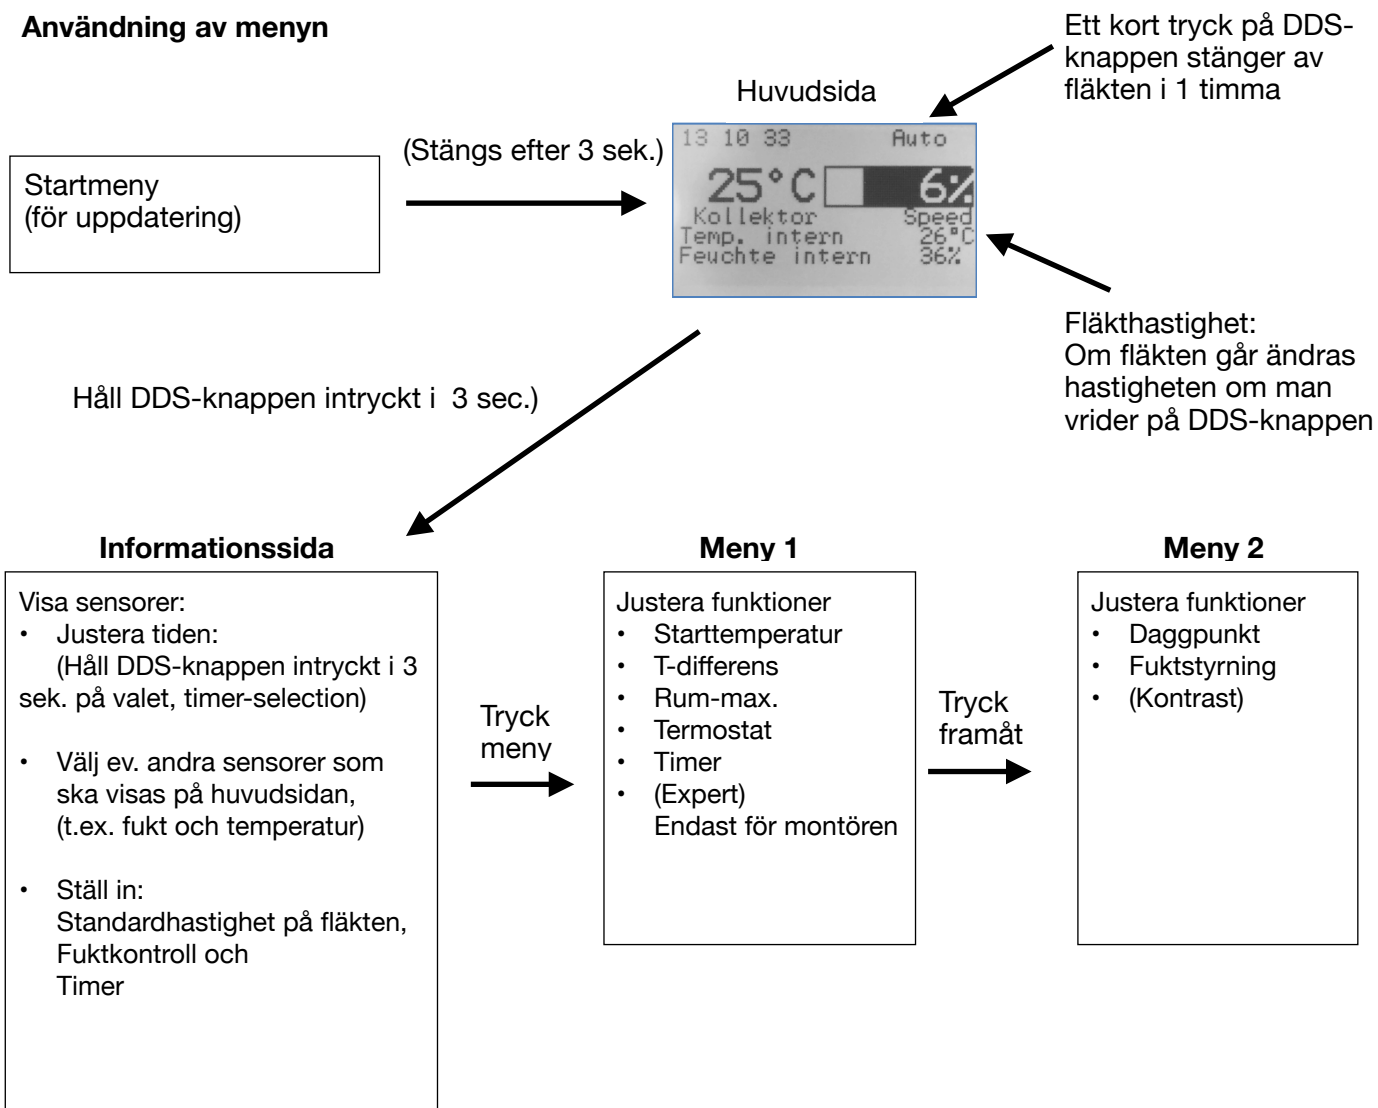 Användning av menyn
Ett kort tryck på DDS-
knappen stänger av
fläkten i 1 timma
Huvudsida
(Stängs efter 3 sek.)
Startmeny
(för uppdatering)
13 10 33 Auto
25°C 6%
Kollektor Speed
Temp. intern 26°C
Feuchte intern 36%
Fläkthastighet:
Om fläkten går ändras
hastigheten om man
vrider på DDS-knappen
Håll DDS-knappen intryckt i 3 sec.)
Informationssida
Visa sensorer:
• Justera tiden:
(Håll DDS-knappen intryckt i 3
sek. på valet, timer-selection)
• Välj ev. andra sensorer som
ska visas på huvudsidan,
(t.ex. fukt och temperatur)
• Ställ in:
Standardhastighet på fläkten,
Fuktkontroll och
Timer
Tryck
meny
Meny 1
Justera funktioner
• Starttemperatur
• T-differens
• Rum-max.
• Termostat
• Timer
• (Expert)
Endast för montören
Tryck
framåt
Meny 2
Justera funktioner
• Daggpunkt
• Fuktstyrning
• (Kontrast)